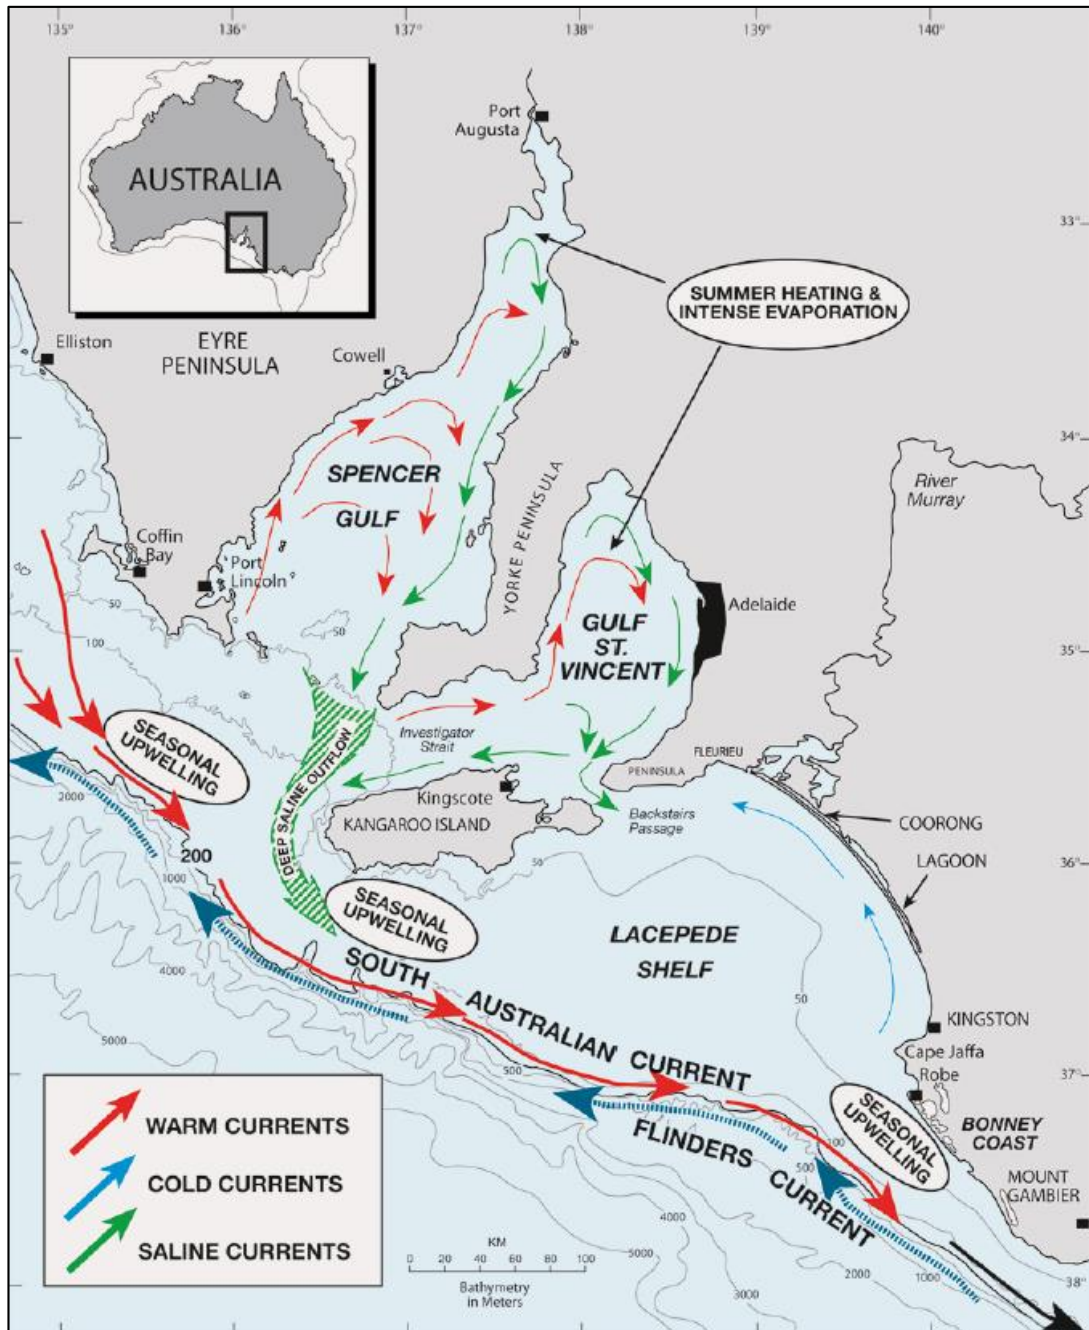 135°
136°
137°
138°
139°
140°
AUSTRALIA
Port
Augusta
33°
SUMMER HEATING &
INTENSE EVAPORATION
Elliston
EYRE
PENINSULA
Cowell
34°
SPENCER
GULF
YORKE PENINSULA
River
Murray
Coffin
Bay
Port
Lincoln
50
50
100
Adelaide
GULF
ST.
VINCENT
35°
SEASONAL
UPWELLING
DEEP SALINE OUTFLOW
Investigator
Strait
FLEURIEU
PENINSULA
2000
Kingscote
KANGAROO ISLAND
Backstairs
Passage
COORONG
LAGOON
200
1000
50
36°
SEASONAL
UPWELLING
LACEPEDE
SHELF
4000
50
5000
SOUTH AUSTRALIAN CURRENT
KINGSTON
Cape Jaffa
Robe
500
37°
SEASONAL
UPWELLING
BONNEY
COAST
FLINDERS CURRENT
100
500
MOUNT
GAMBIER
WARM CURRENTS
COLD CURRENTS
SALINE CURRENTS
KM
0 20 40 60 80 100
Bathymetry
in Meters
4000
5000
3000
2000
1000
38°